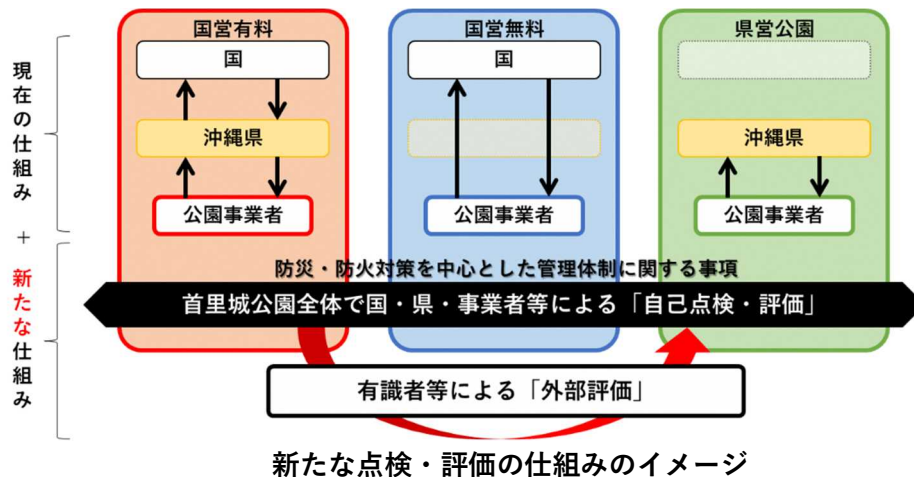 国営有料
国営無料
県営公園
国
国
沖縄県
沖縄県
公園事業者
公園事業者
公園事業者
現在の仕組み
+
新たな仕組み
防災・防火対策を中心とした管理体制に関する事項
首里城公園全体で国・県・事業者等による「自己点検・評価」
有識者等による「外部評価」
新たな点検・評価の仕組みのイメージ